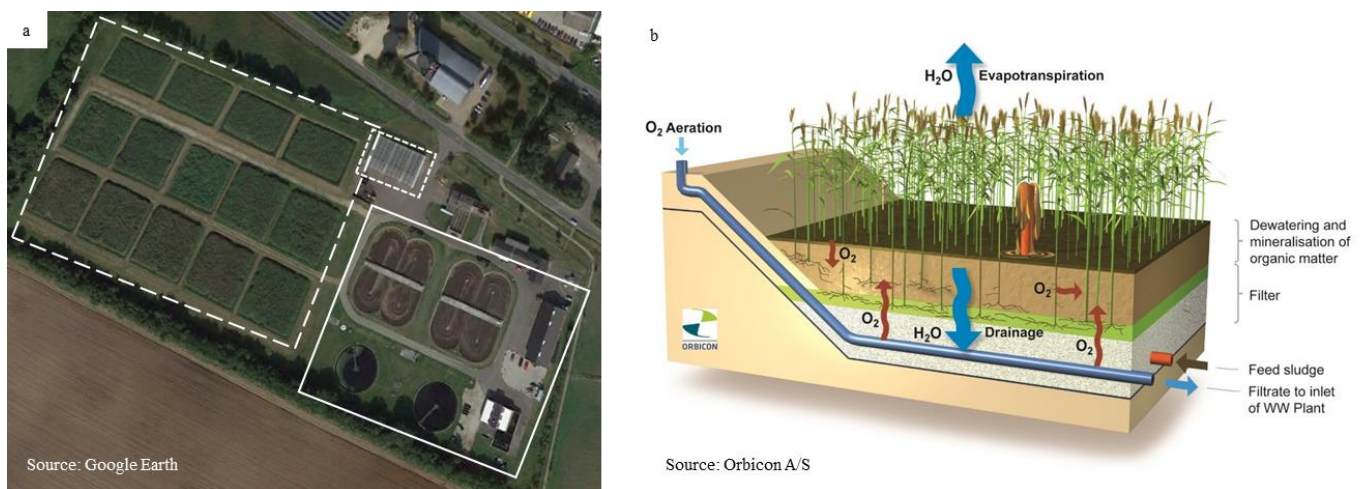 a
Source: Google Earth
b
H₂O Evapotranspiration
O₂ Aeration
O₂
Dewatering and
mineralisation of
organic matter
O₂
Filter
O₂
H₂O Drainage
O₂
ORBICON
Feed sludge
Filtrate to inlet
of WW Plant
Source: Orbicon A/S